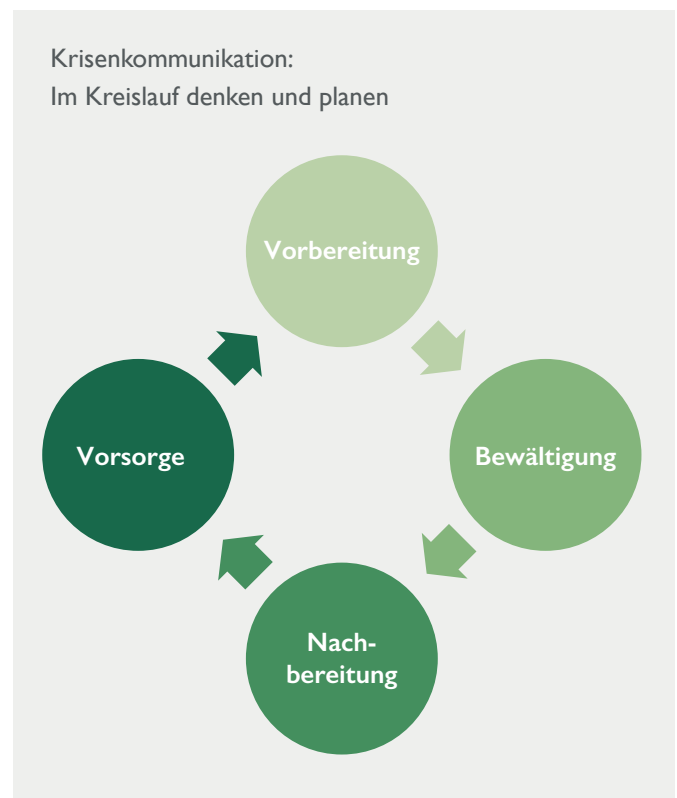 Krisenkommunikation:
Im Kreislauf denken und planen
Vorbereitung
Vorsorge
Bewältigung
Nach-
bereitung